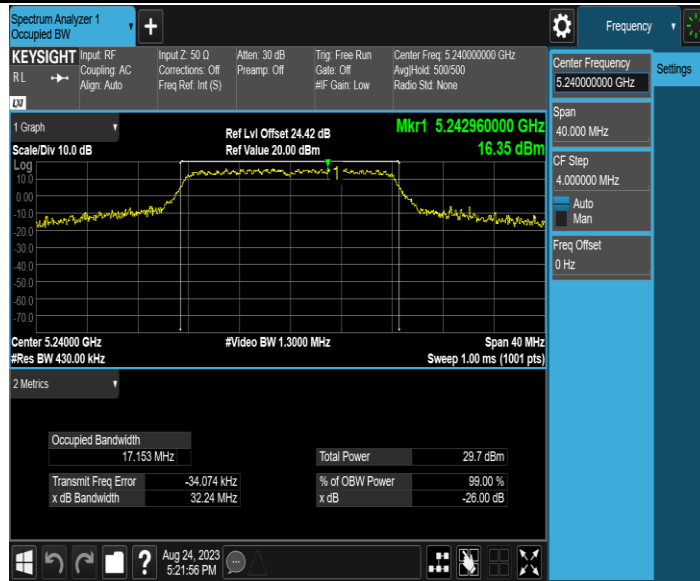 Spectrum Analyzer 1
Occupied BW
+
Frequency
KEYSIGHT
RL
LXI
Input: RF
Coupling: AC
Align: Auto
Input Z: 50 Ω
Corrections: Off
Freq Ref: Int (S)
Atten: 30 dB
Preamp: Off
Trig: Free Run
Gate: Off
#IF Gain: Low
Center Freq: 5.240000000 GHz
Avg|Hold: 500/500
Radio Std: None
Center Frequency
5.240000000 GHz
Settings
Span
40.000 MHz
CF Step
4.000000 MHz
Auto
Man
Freq Offset
0 Hz
1 Graph
Ref Lvl Offset 24.42 dB
Mkr1 5.242960000 GHz
Scale/Div 10.0 dB
Ref Value 20.00 dBm
16.35 dBm
Log
10.0
0.00
-10.0
-20.0
-30.0
-40.0
-50.0
-60.0
-70.0
1
Center 5.24000 GHz
#Video BW 1.3000 MHz
Span 40 MHz
#Res BW 430.00 kHz
Sweep 1.00 ms (1001 pts)
2 Metrics
Occupied Bandwidth
17.153 MHz
Total Power 29.7 dBm
Transmit Freq Error -34.074 kHz
% of OBW Power 99.00 %
x dB Bandwidth 32.24 MHz
x dB -26.00 dB
?
Aug 24, 2023
5:21:56 PM